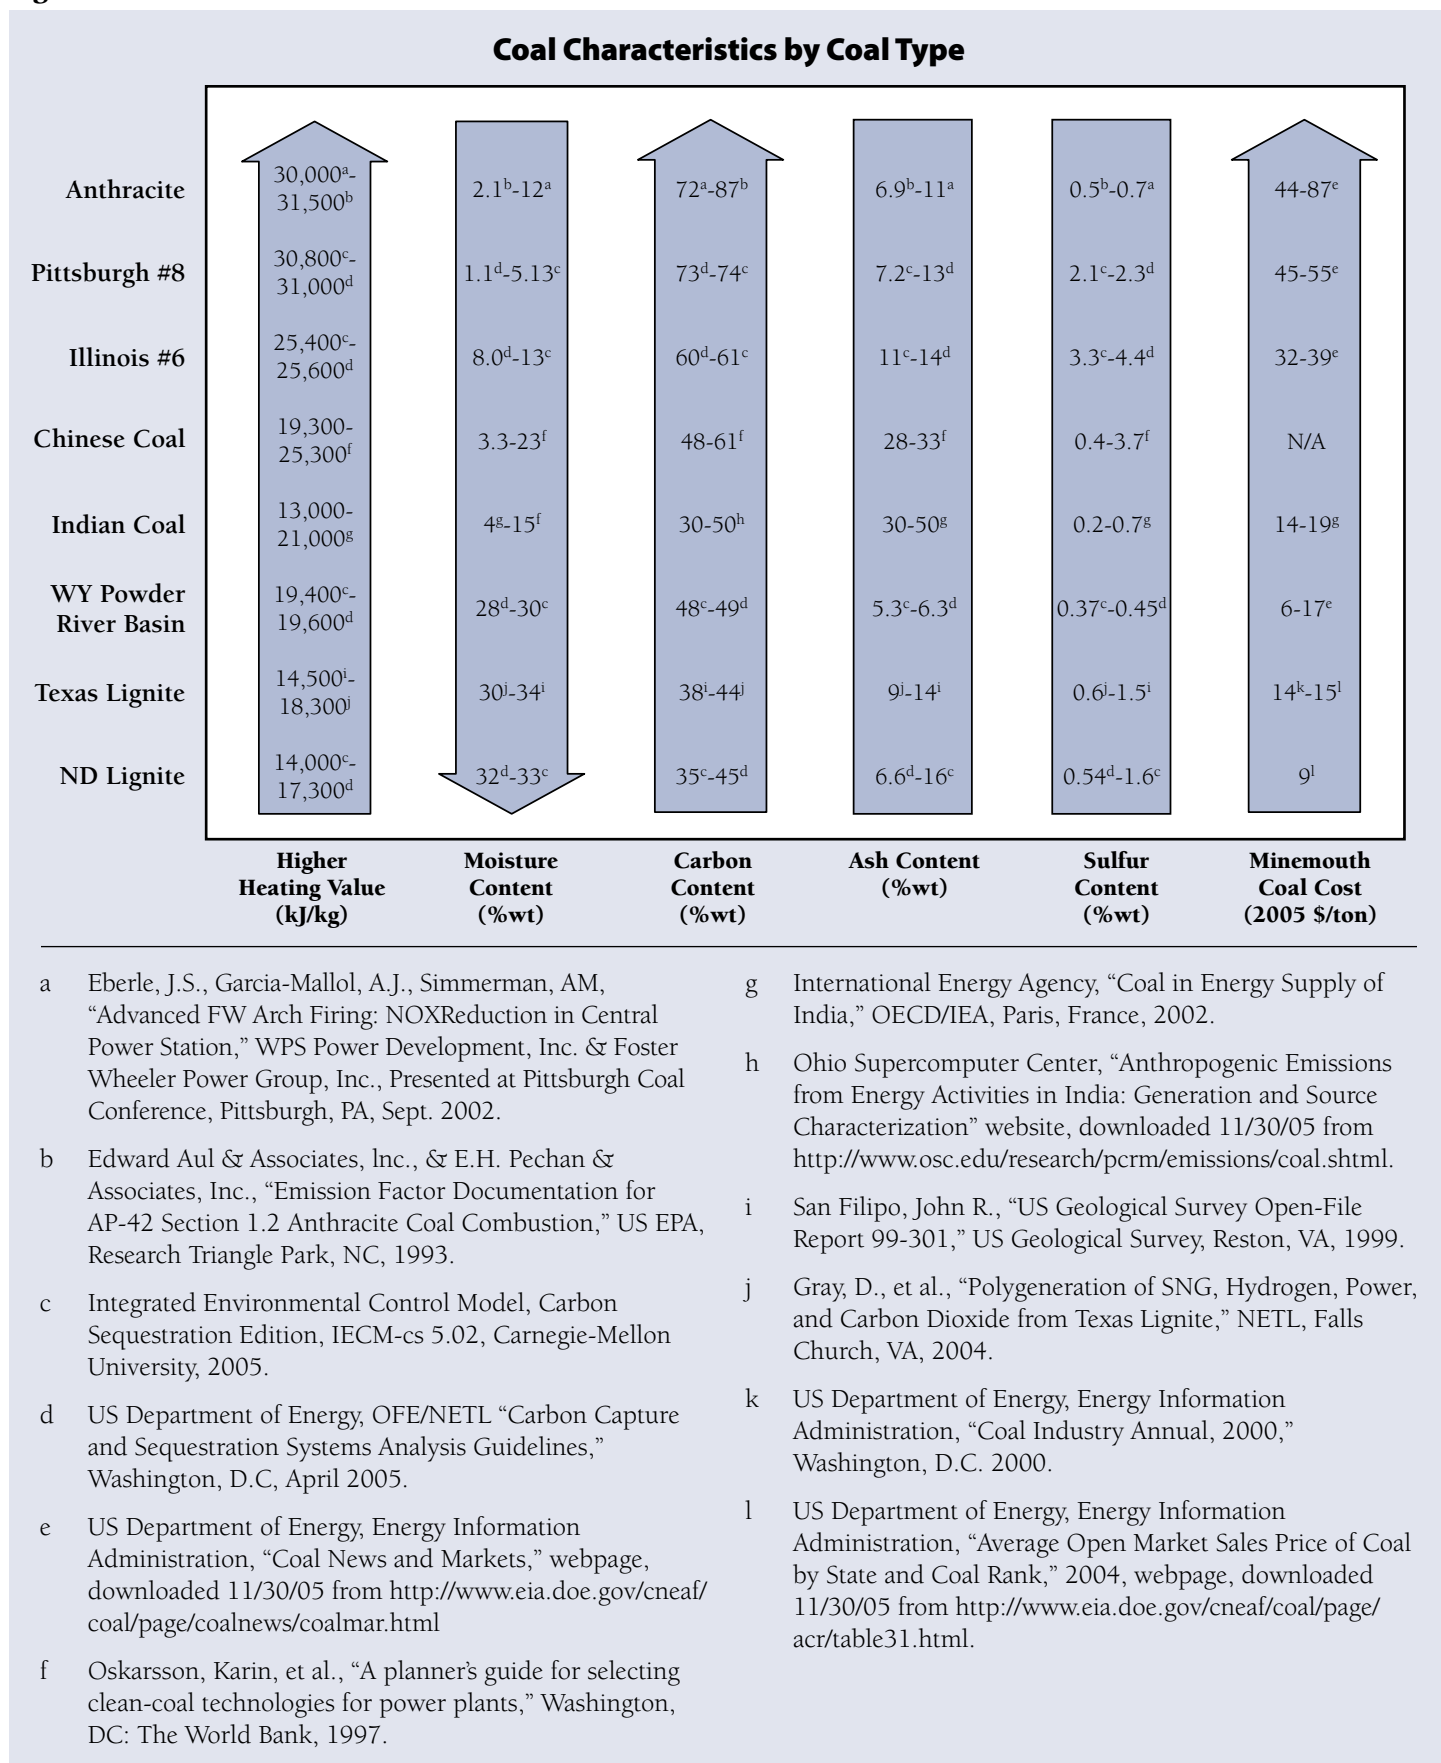 Coal Characteristics by Coal Type
Anthracite
30,000a-
31,500b
2.1b-12a
72a-87b
6.9b-11a
0.5b-0.7a
44-87e
Pittsburgh #8
30,800c-
31,000d
1.1d-5.13c
73d-74c
7.2c-13d
2.1c-2.3d
45-55e
Illinois #6
25,400c-
25,600d
8.0d-13c
60d-61c
11c-14d
3.3c-4.4d
32-39e
Chinese Coal
19,300-
25,300f
3.3-23f
48-61f
28-33f
0.4-3.7f
N/A
Indian Coal
13,000-
21,000g
4g-15f
30-50h
30-50g
0.2-0.7g
14-19g
WY Powder
River Basin
19,400c-
19,600d
28d-30c
48c-49d
5.3c-6.3d
0.37c-0.45d
6-17e
Texas Lignite
14,500i-
18,300j
30j-34i
38i-44j
9j-14i
0.6j-1.5i
14k-15l
ND Lignite
14,000c-
17,300d
32d-33c
35c-45d
6.6d-16c
0.54d-1.6c
9l
Higher
Heating Value
(kJ/kg)
Moisture
Content
(%wt)
Carbon
Content
(%wt)
Ash Content
(%wt)
Sulfur
Content
(%wt)
Minemouth
Coal Cost
(2005 $/ton)
a Eberle, J.S., Garcia-Mallol, A.J., Simmerman, AM,
“Advanced FW Arch Firing: NOXReduction in Central
Power Station,” WPS Power Development, Inc. & Foster
Wheeler Power Group, Inc., Presented at Pittsburgh Coal
Conference, Pittsburgh, PA, Sept. 2002.
b Edward Aul & Associates, lnc., & E.H. Pechan &
Associates, Inc., “Emission Factor Documentation for
AP-42 Section 1.2 Anthracite Coal Combustion,” US EPA,
Research Triangle Park, NC, 1993.
c Integrated Environmental Control Model, Carbon
Sequestration Edition, IECM-cs 5.02, Carnegie-Mellon
University, 2005.
d US Department of Energy, OFE/NETL “Carbon Capture
and Sequestration Systems Analysis Guidelines,”
Washington, D.C, April 2005.
e US Department of Energy, Energy Information
Administration, “Coal News and Markets,” webpage,
downloaded 11/30/05 from http://www.eia.doe.gov/cneaf/
coal/page/coalnews/coalmar.html
f Oskarsson, Karin, et al., “A planner’s guide for selecting
clean-coal technologies for power plants,” Washington,
DC: The World Bank, 1997.
g International Energy Agency, “Coal in Energy Supply of
India,” OECD/IEA, Paris, France, 2002.
h Ohio Supercomputer Center, “Anthropogenic Emissions
from Energy Activities in India: Generation and Source
Characterization” website, downloaded 11/30/05 from
http://www.osc.edu/research/pcrm/emissions/coal.shtml.
i San Filipo, John R., “US Geological Survey Open-File
Report 99-301,” US Geological Survey, Reston, VA, 1999.
j Gray, D., et al., “Polygeneration of SNG, Hydrogen, Power,
and Carbon Dioxide from Texas Lignite,” NETL, Falls
Church, VA, 2004.
k US Department of Energy, Energy Information
Administration, “Coal Industry Annual, 2000,”
Washington, D.C. 2000.
l US Department of Energy, Energy Information
Administration, “Average Open Market Sales Price of Coal
by State and Coal Rank,” 2004, webpage, downloaded
11/30/05 from http://www.eia.doe.gov/cneaf/coal/page/
acr/table31.html.